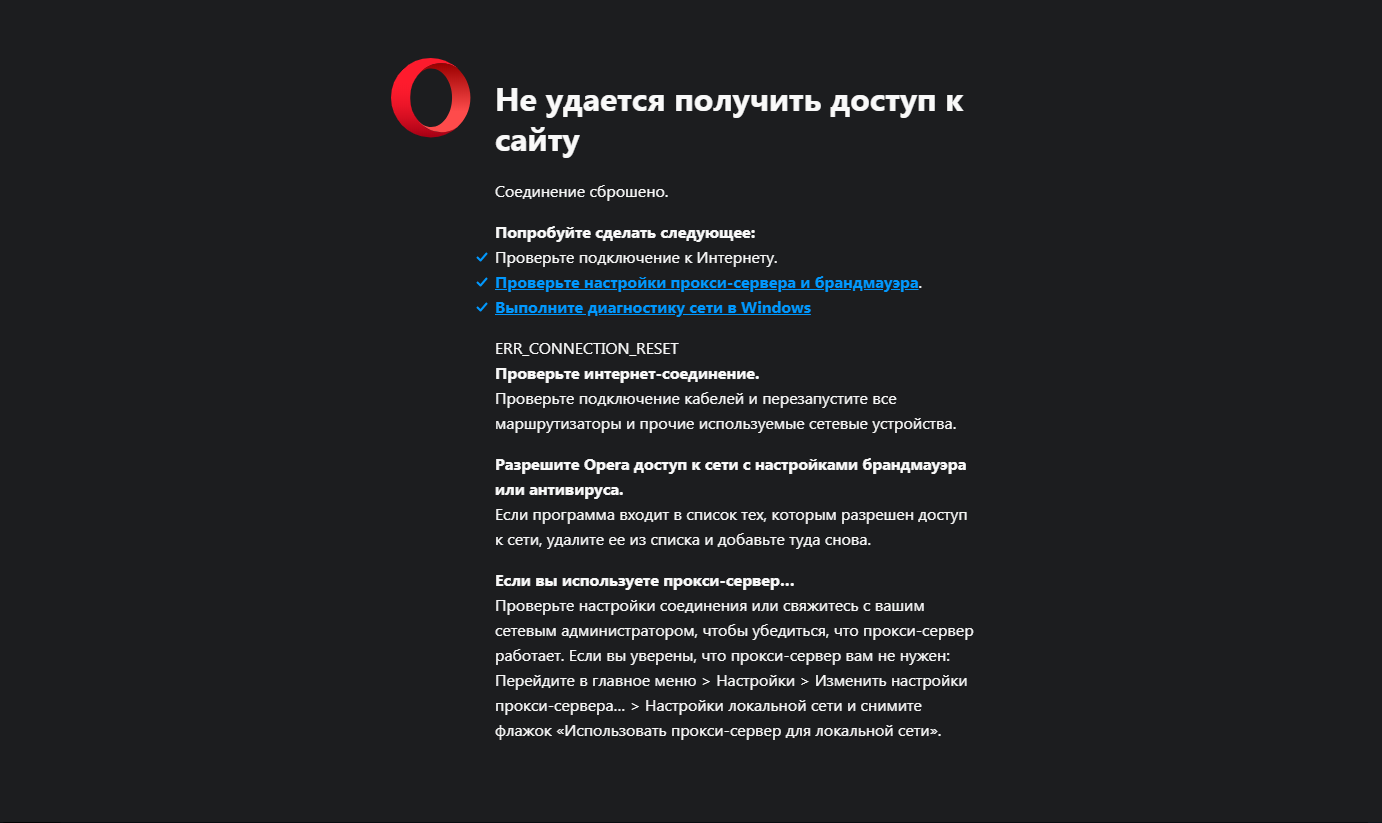 Не удается получить доступ к
сайту
Соединение сброшено.
Попробуйте сделать следующее:
Проверьте подключение к Интернету.
Проверьте настройки прокси-сервера и брандмауэра.
Выполните диагностику сети в Windows
ERR_CONNECTION_RESET
Проверьте интернет-соединение.
Проверьте подключение кабелей и перезапустите все
маршрутизаторы и прочие используемые сетевые устройства.
Разрешите Opera доступ к сети с настройками брандмауэра
или антивируса.
Если программа входит в список тех, которым разрешен доступ
к сети, удалите ее из списка и добавьте туда снова.
Если вы используете прокси-сервер…
Проверьте настройки соединения или свяжитесь с вашим
сетевым администратором, чтобы убедиться, что прокси-сервер
работает. Если вы уверены, что прокси-сервер вам не нужен:
Перейдите в главное меню > Настройки > Изменить настройки
прокси-сервера… > Настройки локальной сети и снимите
флажок «Использовать прокси-сервер для локальной сети».